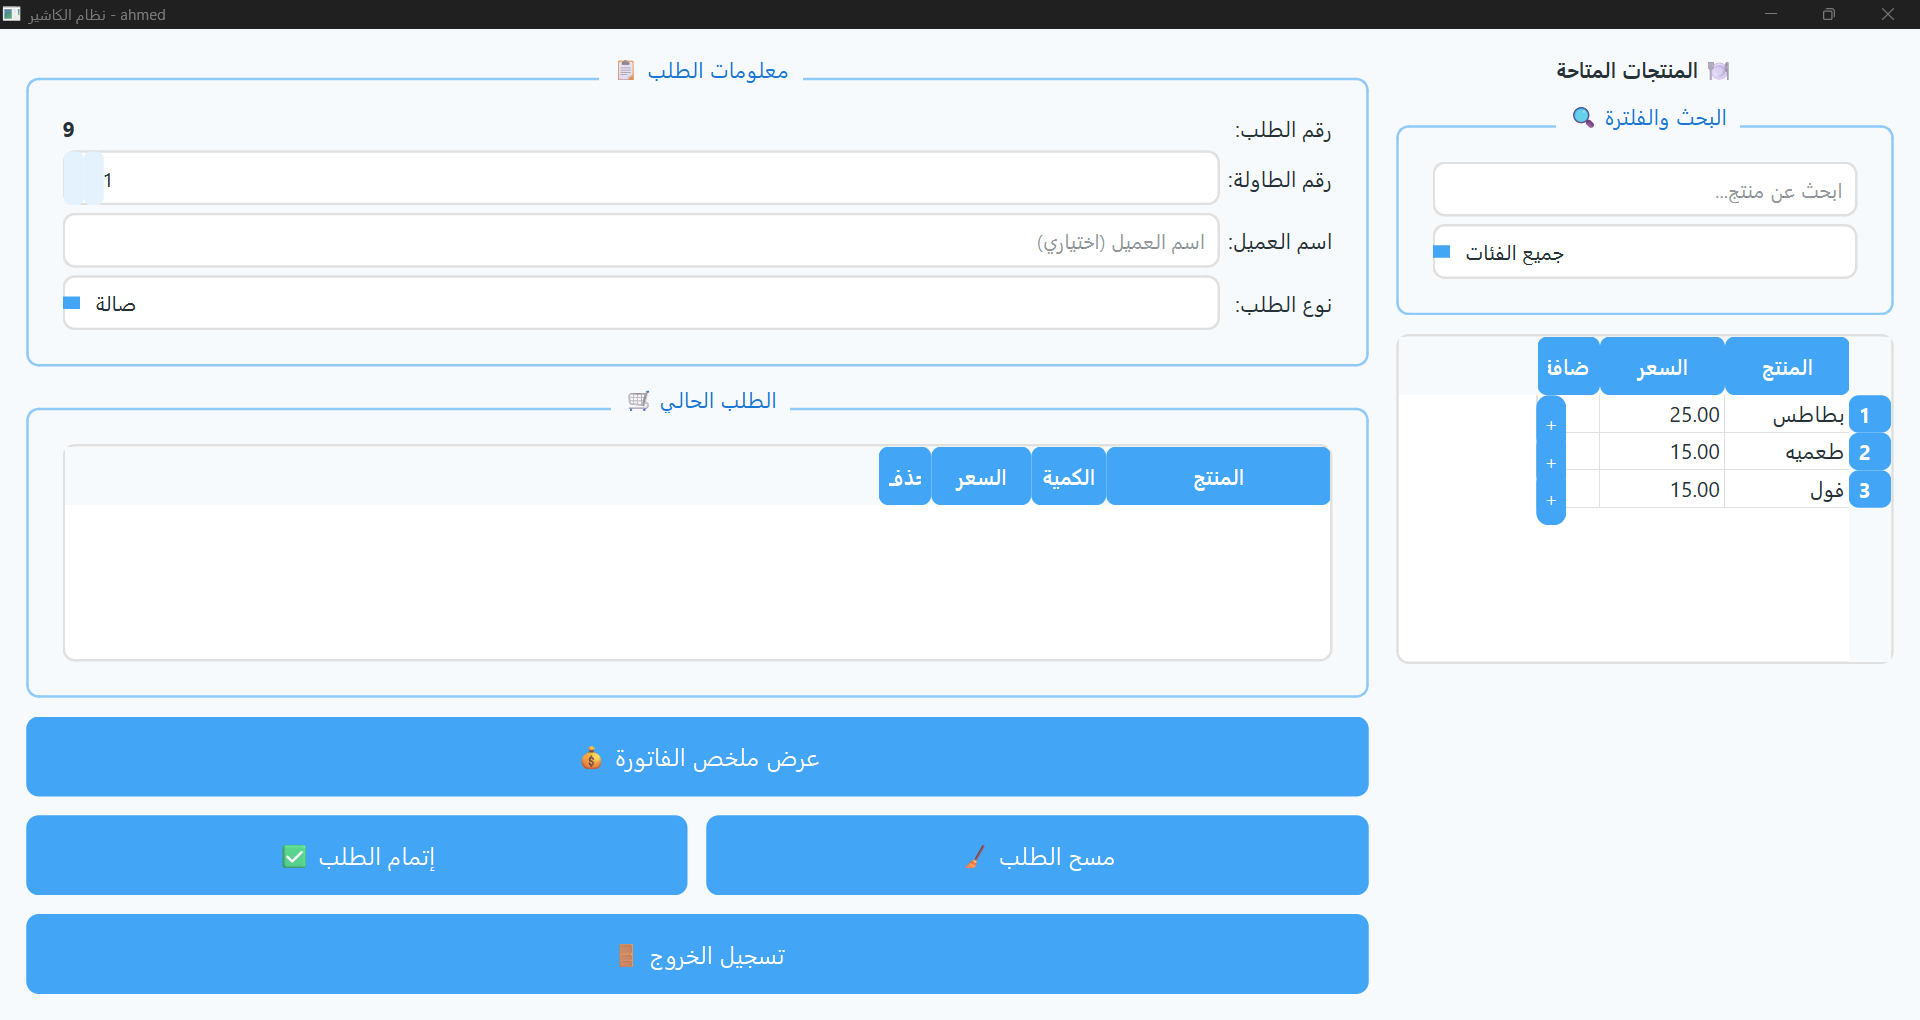 نظام الكاشير - ahmed
المنتجات المتاحة
البحث والفلترة
ابحث عن منتج...
جميع الفئات
المنتج السعر ضافة
1 بطاطس 25.00 +
2 طعميه 15.00 +
3 فول 15.00 +
معلومات الطلب
رقم الطلب: 9
رقم الطاولة: 1
اسم العميل: اسم العميل (اختياري)
نوع الطلب: صالة
الطلب الحالي
المنتج الكمية السعر حذف
عرض ملخص الفاتورة
مسح الطلب
إتمام الطلب
تسجيل الخروج